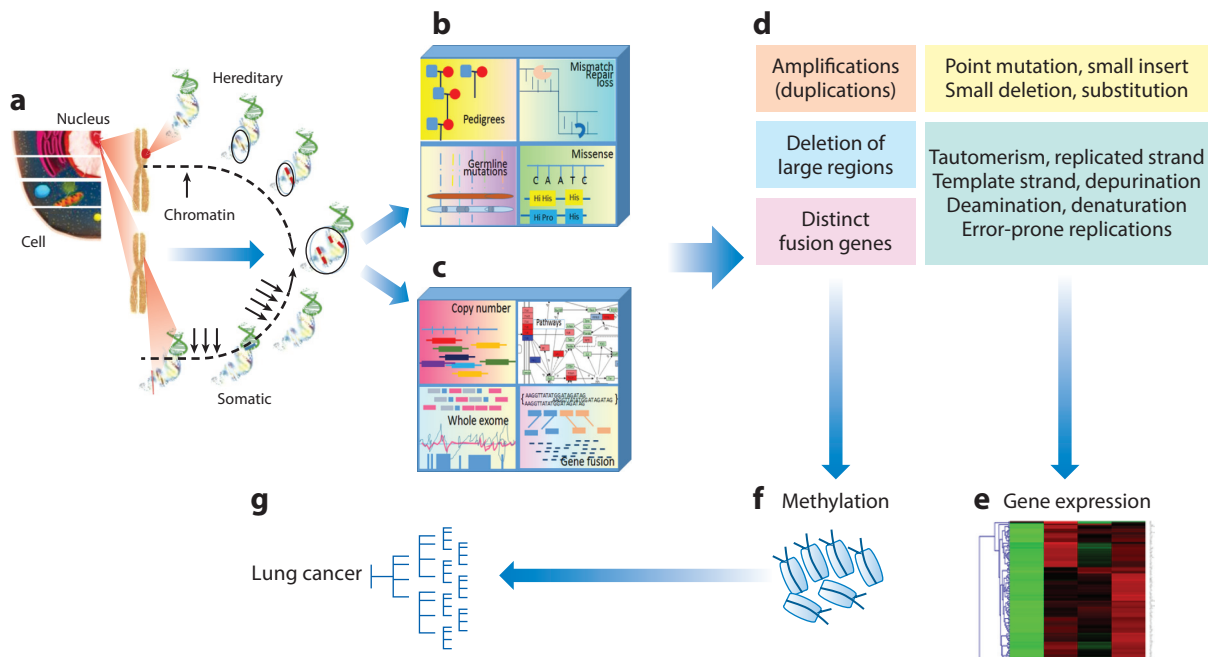 a
Nucleus
Cell
Chromatin
Hereditary
Somatic
b
Pedigrees
Mismatch
Repair
loss
Germline
mutations
Missense
C A A T C
Hi His
His
Hi Pro
His
c
Copy number
Pathways
Whole exome
AAGGTTATATGGATAGATAG
AAGGTTATATGGATAGATAG
AAGGTTATATGGATAGATAG
Gene fusion
d
Amplifications
(duplications)
Point mutation, small insert
Small deletion, substitution
Deletion of
large regions
Tautomerism, replicated strand
Template strand, depurination
Deamination, denaturation
Error-prone replications
Distinct
fusion genes
g
Lung cancer
f
Methylation
e
Gene expression